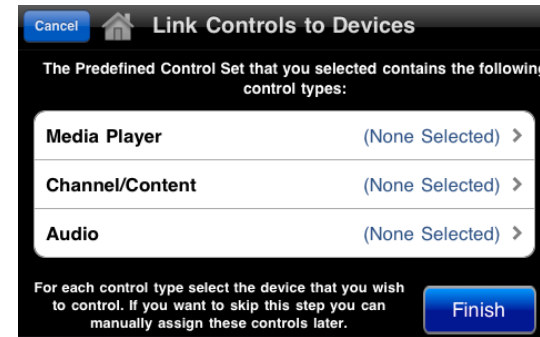 Cancel Link Controls to Devices
The Predefined Control Set that you selected contains the following
control types:
Media Player (None Selected) >
Channel/Content (None Selected) >
Audio (None Selected) >
For each control type select the device that you wish
to control. If you want to skip this step you can
manually assign these controls later.
Finish